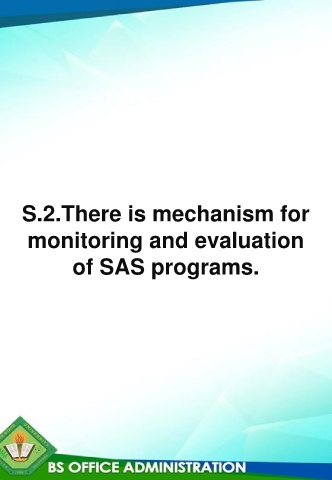 S.2.There is mechanism for
monitoring and evaluation
of SAS programs.
BS OFFICE ADMINISTRATION